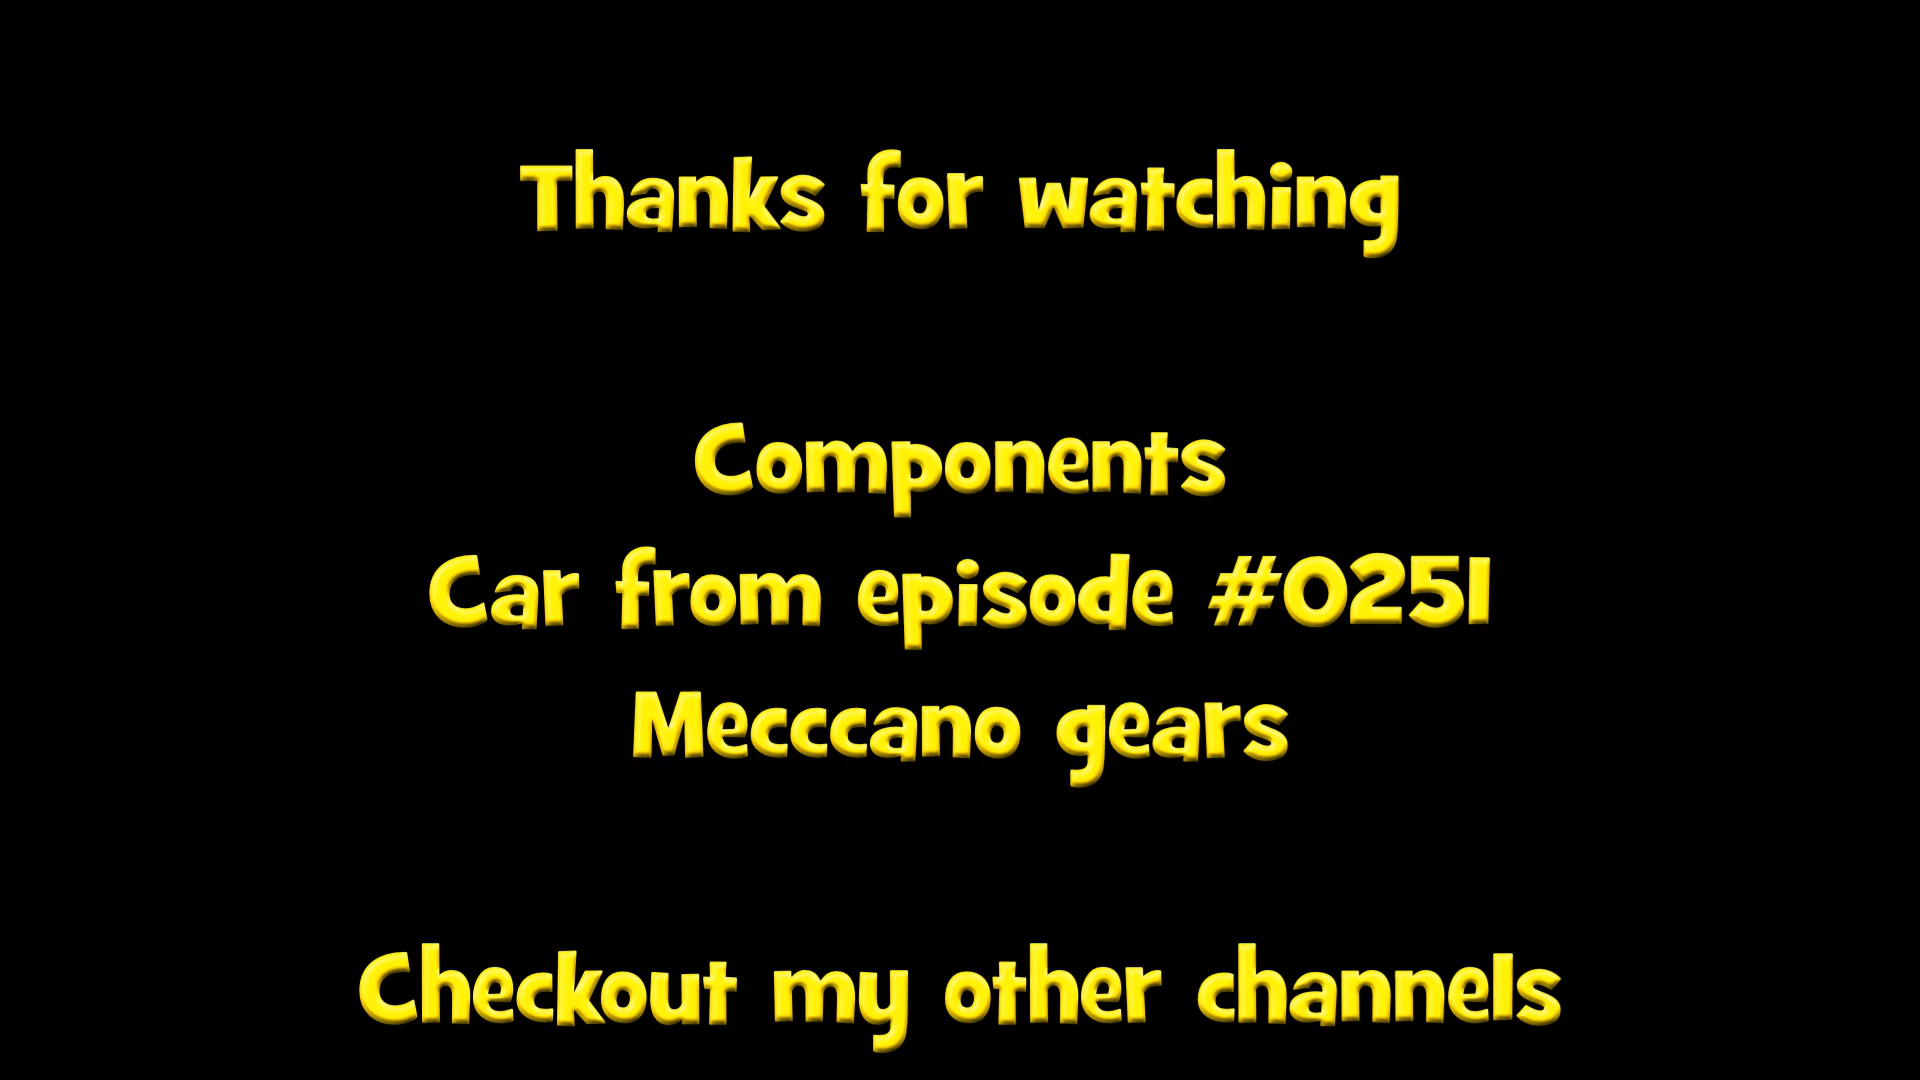 Thanks for watching
Components
Car from episode #0251
Mecccano gears
Checkout my other channels